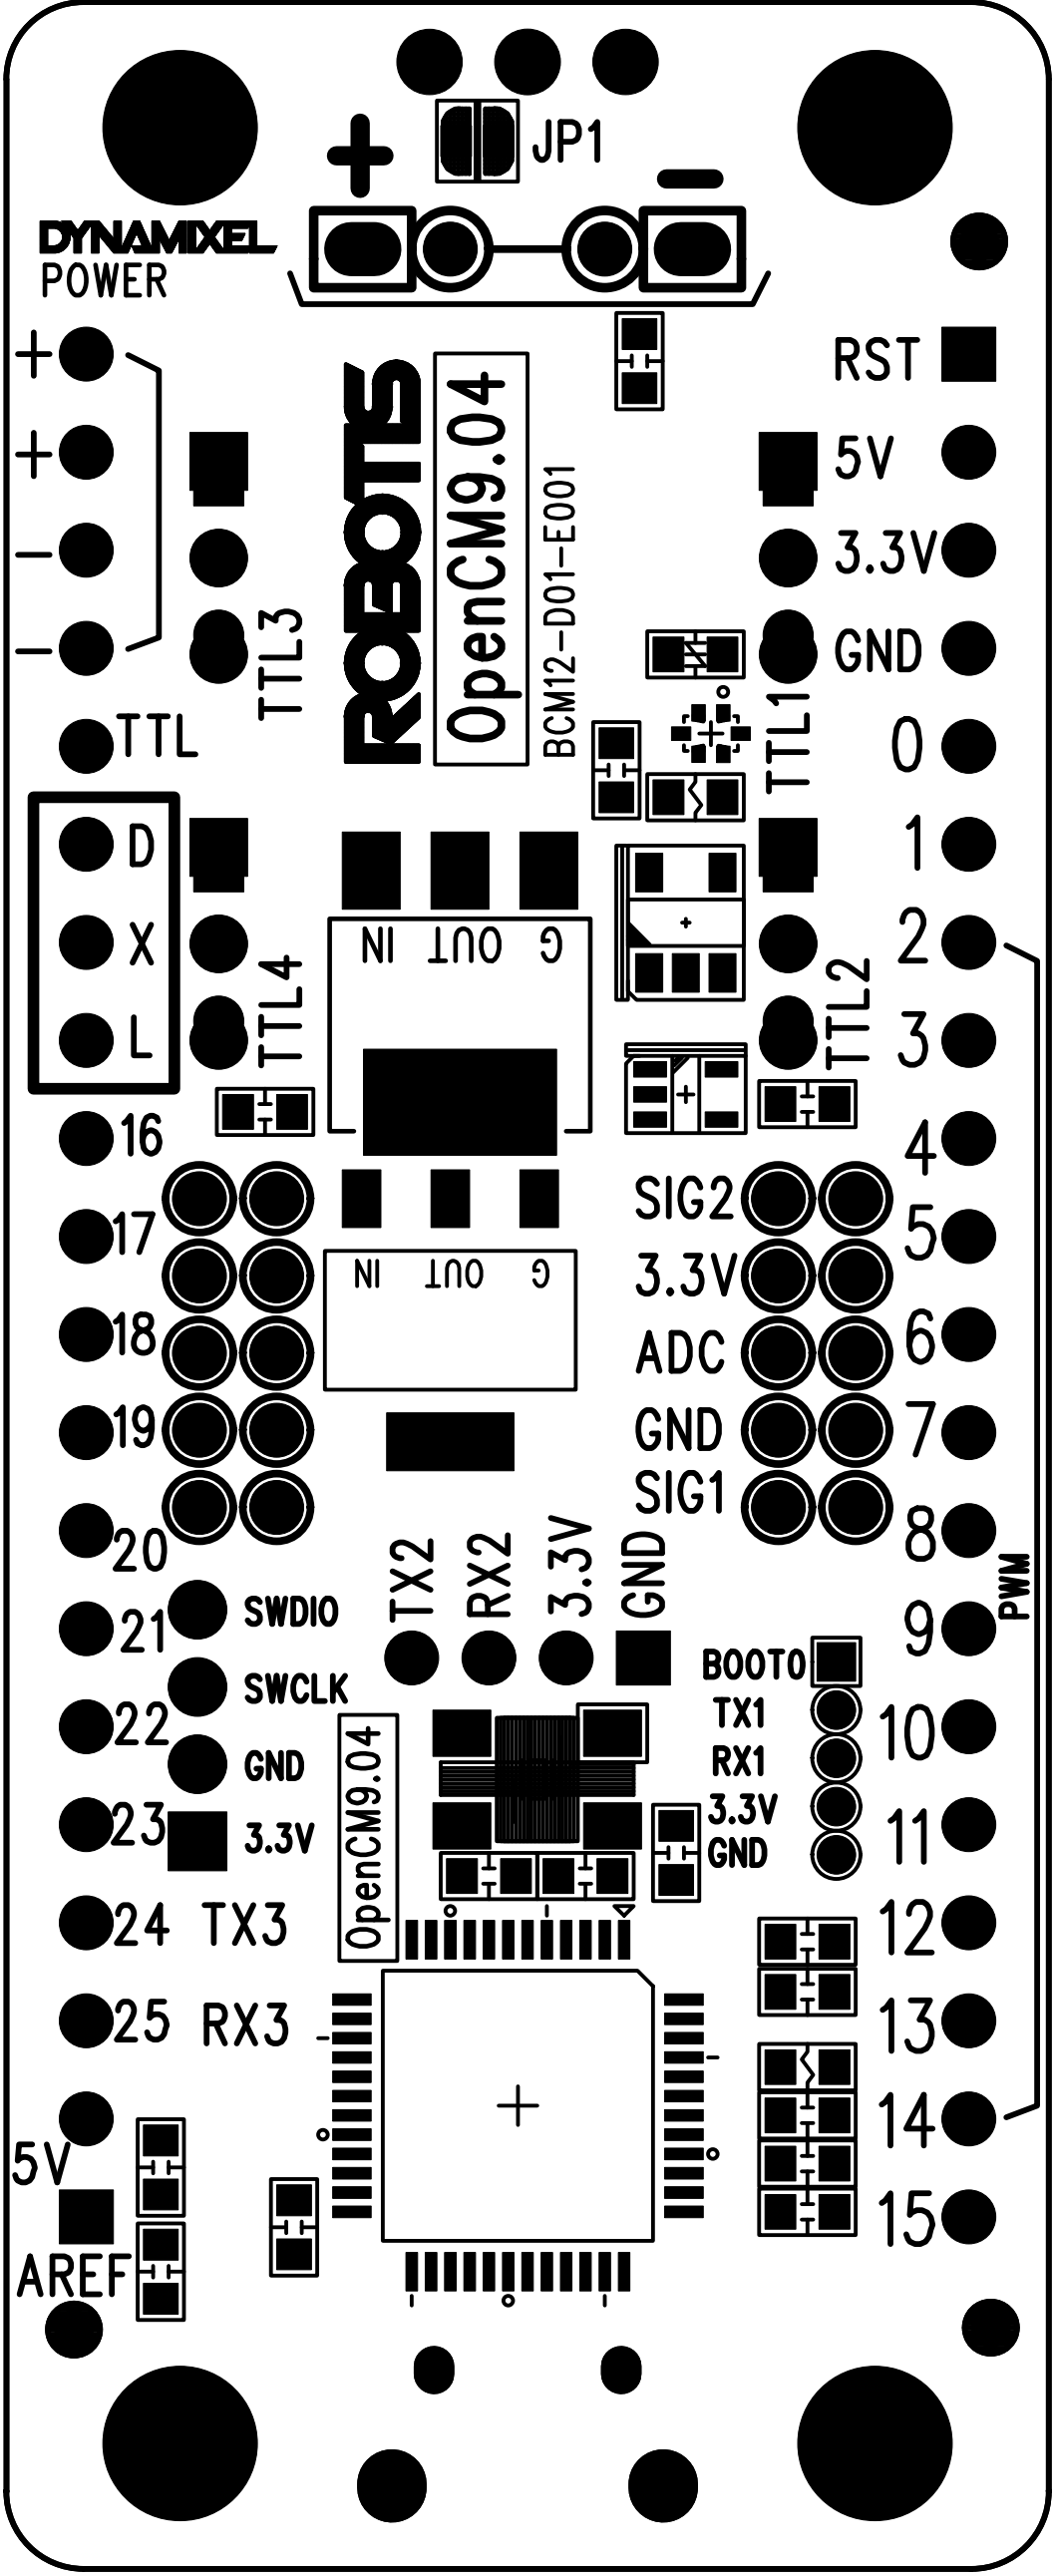 JP1
+
−
DYNAMIXEL
POWER
+
+
−
−
TTL
D
X
L
16
17
18
19
20
21
22
23
24 TX3
25 RX3
5V
AREF
TTL3
TTL4
ROBOTIS
OpenCM9.04
BCM12-D01-E001
IN OUT G
IN OUT G
TTL1
TTL2
SIG2
3.3V
ADC
GND
SIG1
TX2
RX2
3.3V
GND
SWDIO
SWCLK
GND
3.3V
OpenCM9.04
BOOT0
TX1
RX1
3.3V
GND
RST
5V
3.3V
GND
0
1
2
3
4
5
6
7
8
9
10
11
12
13
14
15
PWM